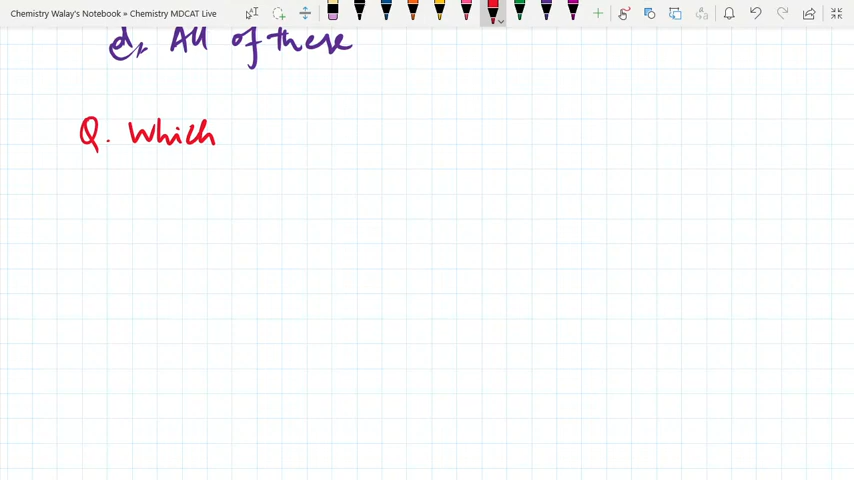 Chemistry Walay's Notebook » Chemistry MDCAT Live
d, All of these
Q. Which